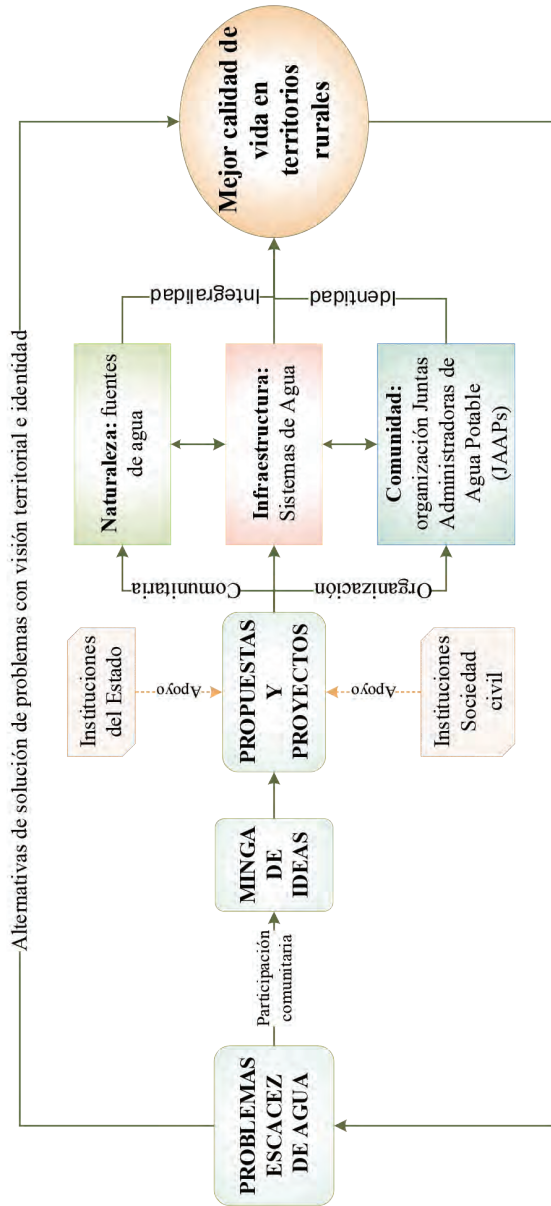 Alternativas de solución de problemas con visión territorial e identidad
PROBLEMAS
ESCACEZ
DE AGUA
Participación
comunitaria
MINGA
DE
IDEAS
Instituciones
del Estado
Apoyo
PROPUESTAS
Y
PROYECTOS
Apoyo
Instituciones
Sociedad
civil
Comunitaria
Organización
Naturaleza: fuentes
de agua
Infraestructura:
Sistemas de Agua
Comunidad:
organización Juntas
Administradoras de
Agua Potable
(JAAPs)
Integralidad
Identidad
Mejor calidad de
vida en
territorios
rurales